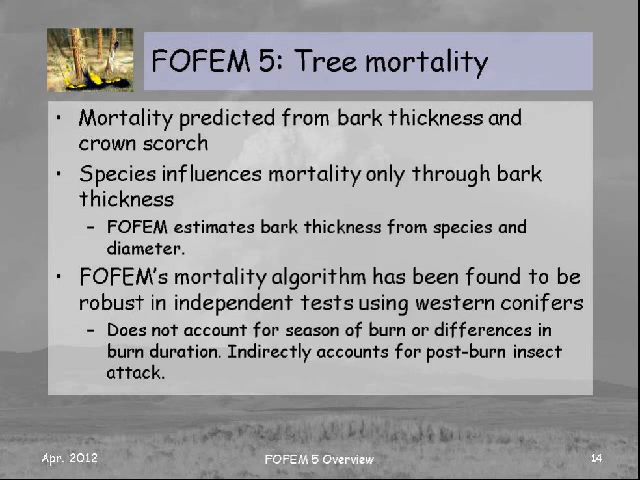 FOFEM 5: Tree mortality
• Mortality predicted from bark thickness and
crown scorch
• Species influences mortality only through bark
thickness
– FOFEM estimates bark thickness from species and
diameter.
• FOFEM's mortality algorithm has been found to be
robust in independent tests using western conifers
– Does not account for season of burn or differences in
burn duration. Indirectly accounts for post-burn insect
attack.
Apr. 2012
FOFEM 5 Overview
14